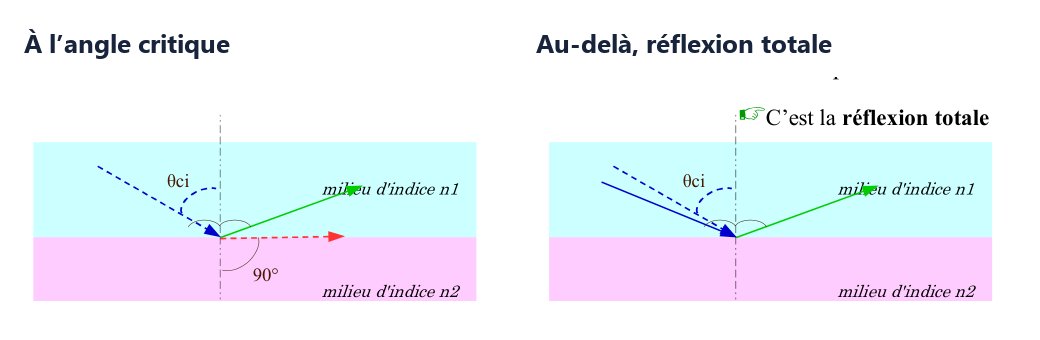 À l’angle critique
θci
milieu d'indice n1
90°
milieu d'indice n2
Au-delà, réflexion totale
☞C’est la réflexion totale
θci
milieu d'indice n1
milieu d'indice n2